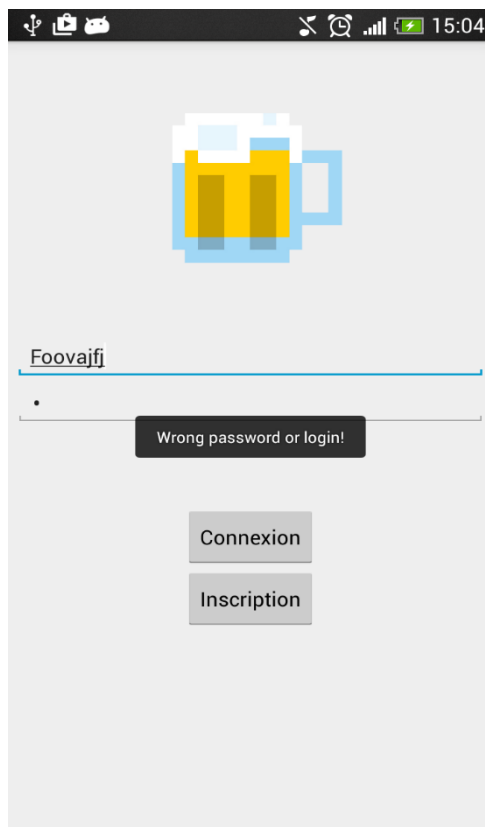 15:04
Foovajfj
•
Wrong password or login!
Connexion
Inscription